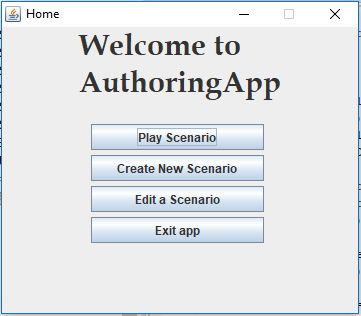 Home
Welcome to
AuthoringApp
Play Scenario
Create New Scenario
Edit a Scenario
Exit app